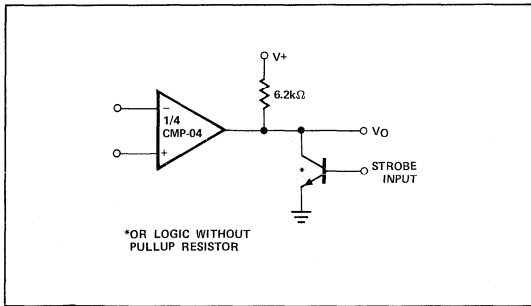 V+
6.2kΩ
−
1/4
CMP-04
+
VO
*
STROBE
INPUT
*OR LOGIC WITHOUT
PULLUP RESISTOR